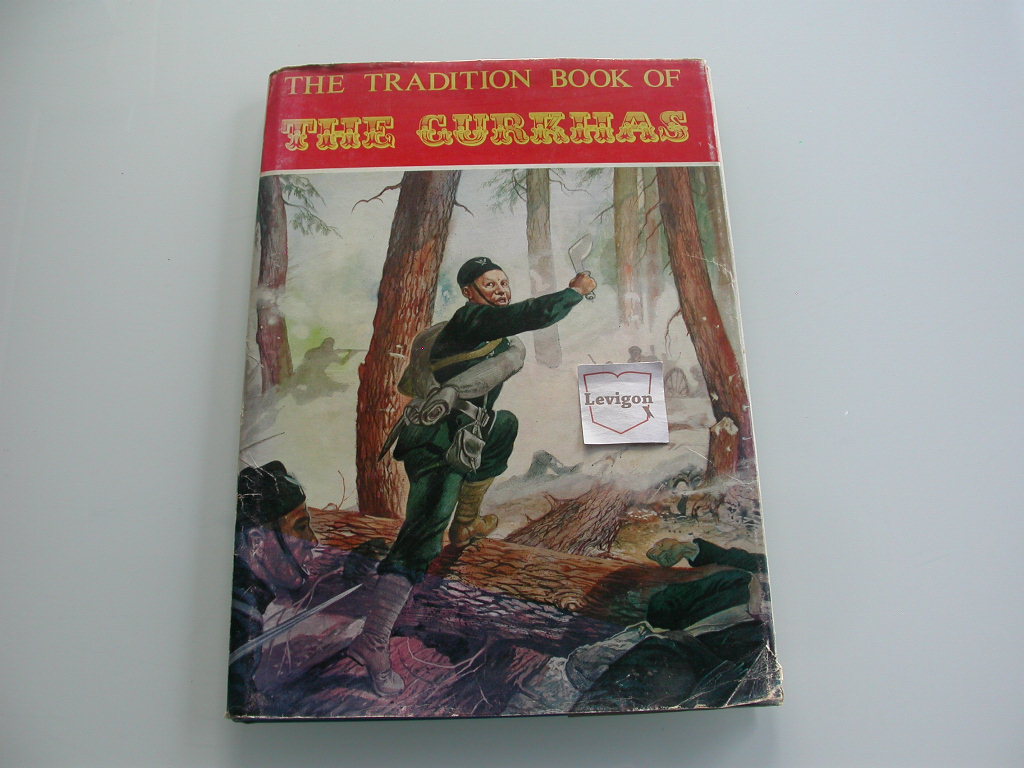 THE TRADITION BOOK OF
THE GURKHAS
Levigon